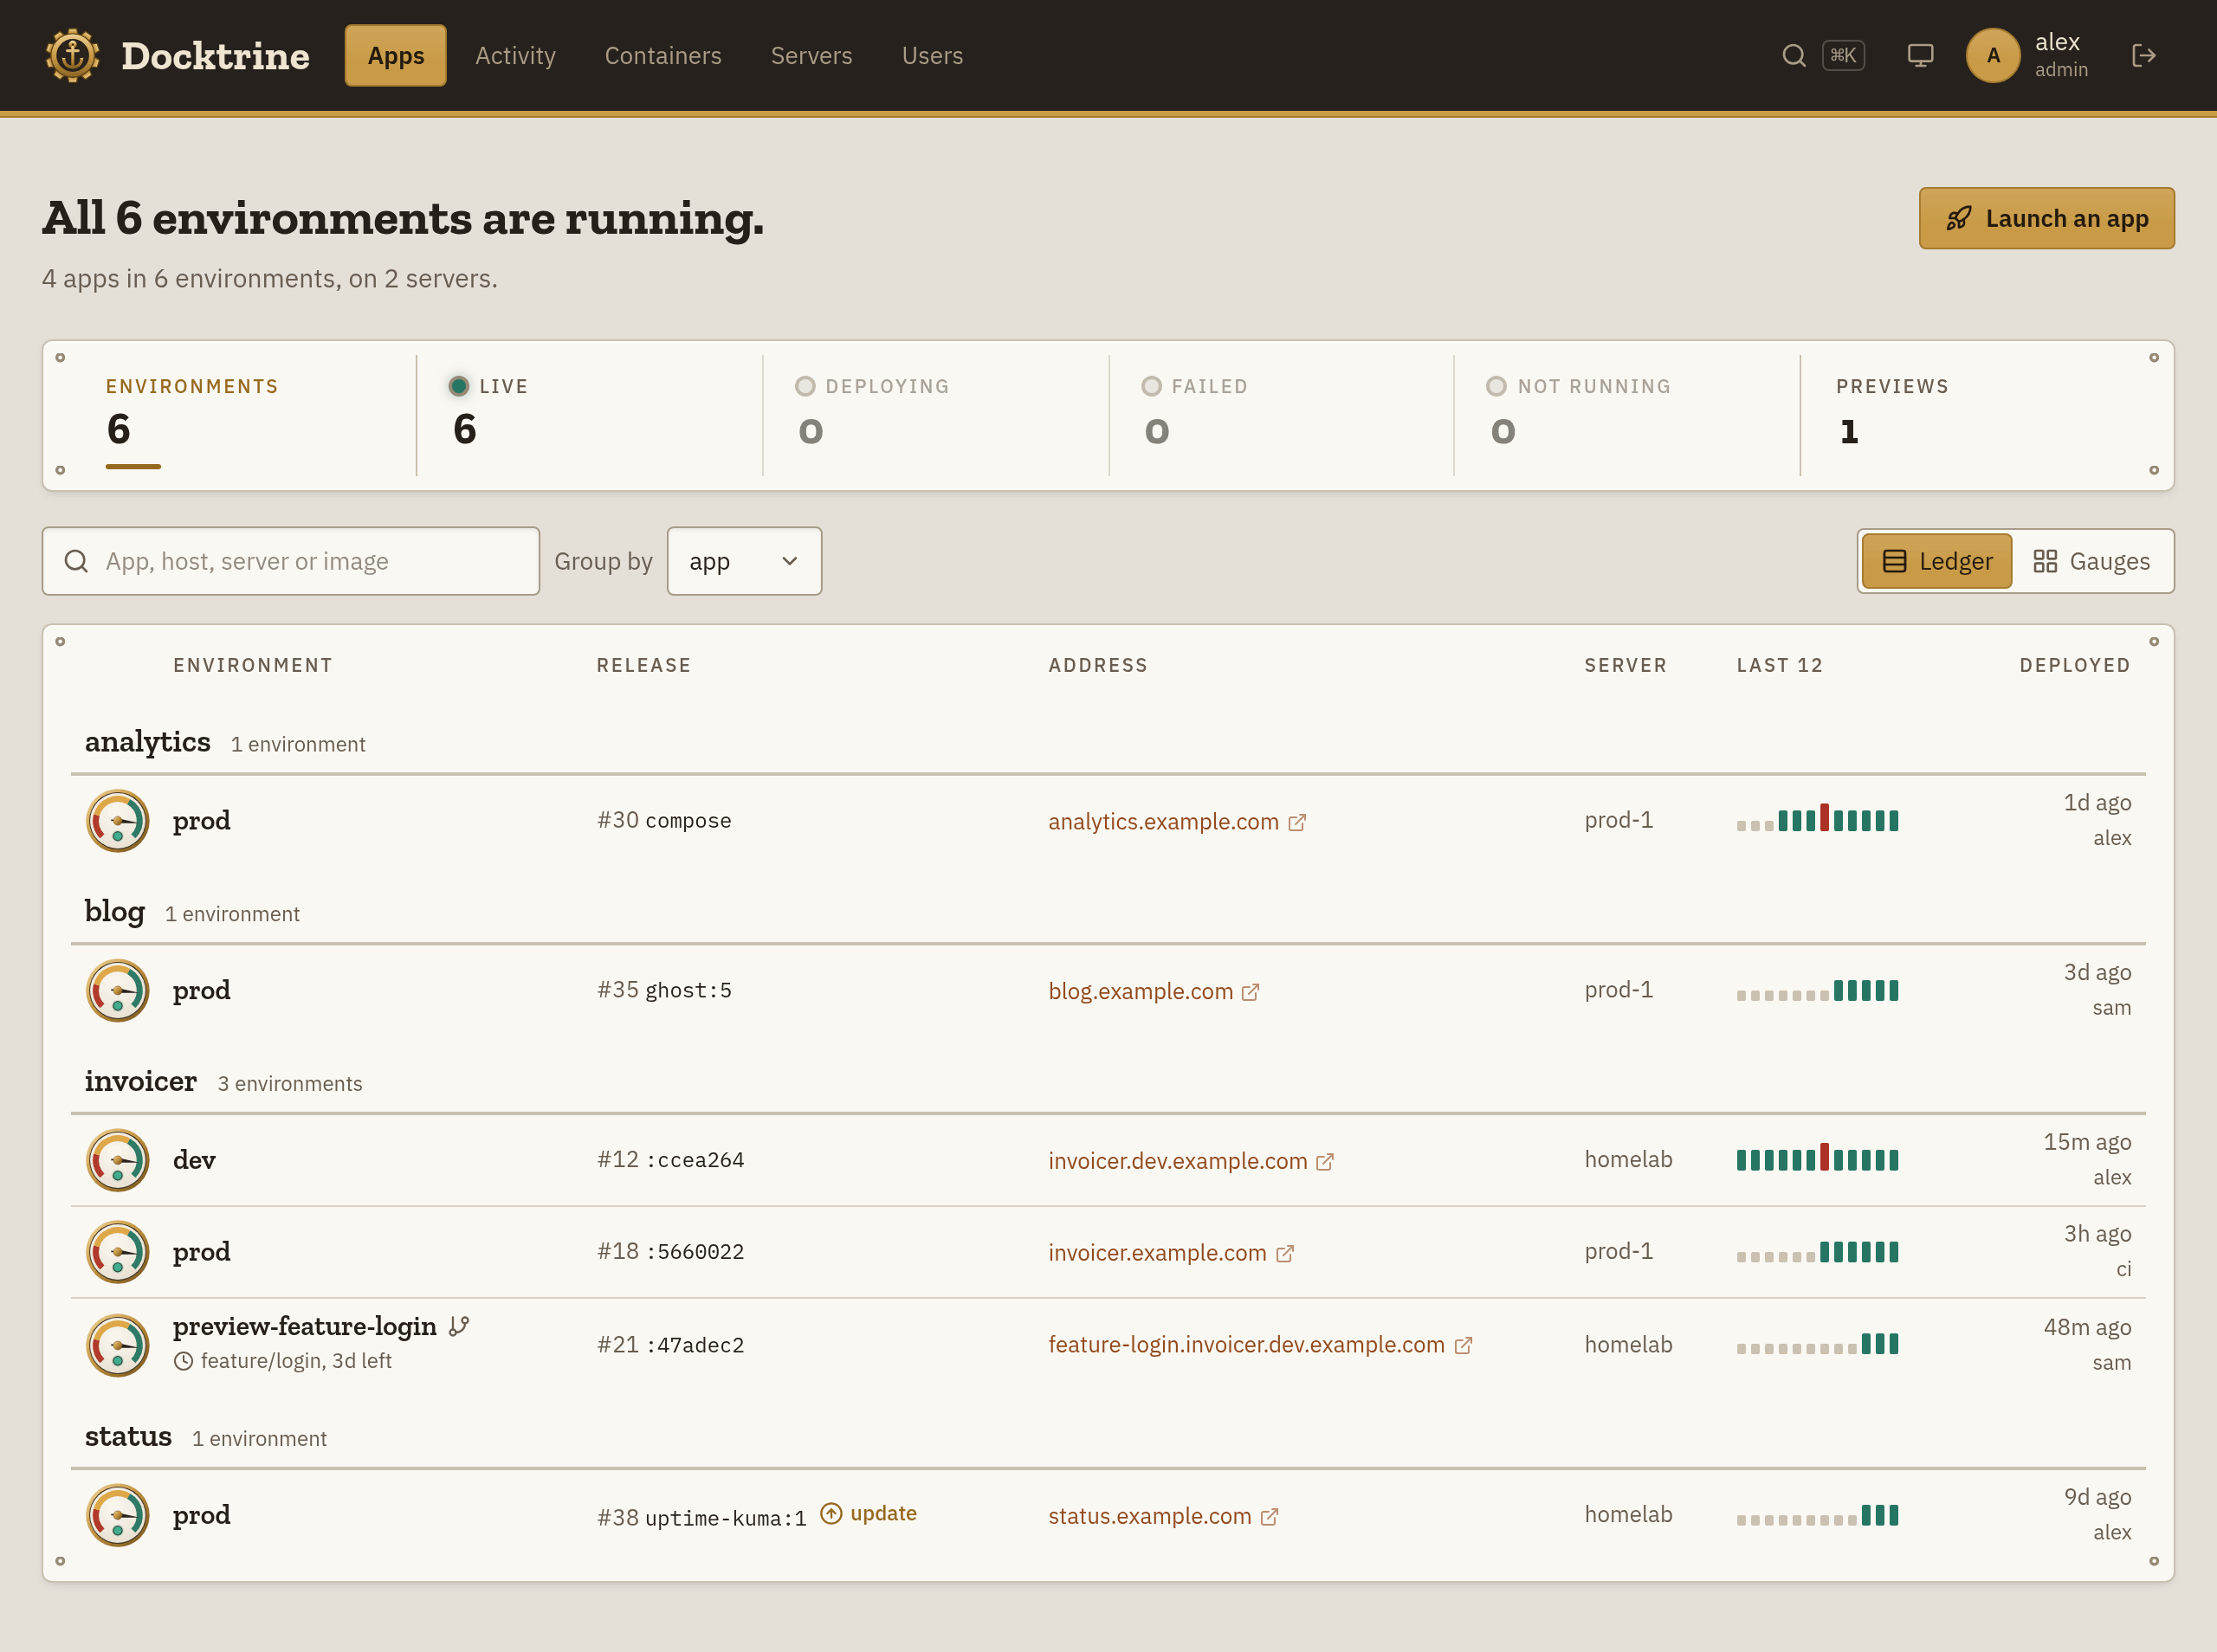 Docktrine
Apps
Activity
Containers
Servers
Users
⌘K
A
alex
admin
All 6 environments are running.
Launch an app
4 apps in 6 environments, on 2 servers.
ENVIRONMENTS
6
LIVE
6
DEPLOYING
0
FAILED
0
NOT RUNNING
0
PREVIEWS
1
App, host, server or image
Group by
app
Ledger
Gauges
ENVIRONMENT RELEASE ADDRESS SERVER LAST 12 DEPLOYED
analytics 1 environment
prod #30 compose analytics.example.com prod-1 1d ago
alex
blog 1 environment
prod #35 ghost:5 blog.example.com prod-1 3d ago
sam
invoicer 3 environments
dev #12 :ccea264 invoicer.dev.example.com homelab 15m ago
alex
prod #18 :5660022 invoicer.example.com prod-1 3h ago
ci
preview-feature-login #21 :47adec2 feature-login.invoicer.dev.example.com homelab 48m ago
feature/login, 3d left sam
status 1 environment
prod #38 uptime-kuma:1 update status.example.com homelab 9d ago
alex